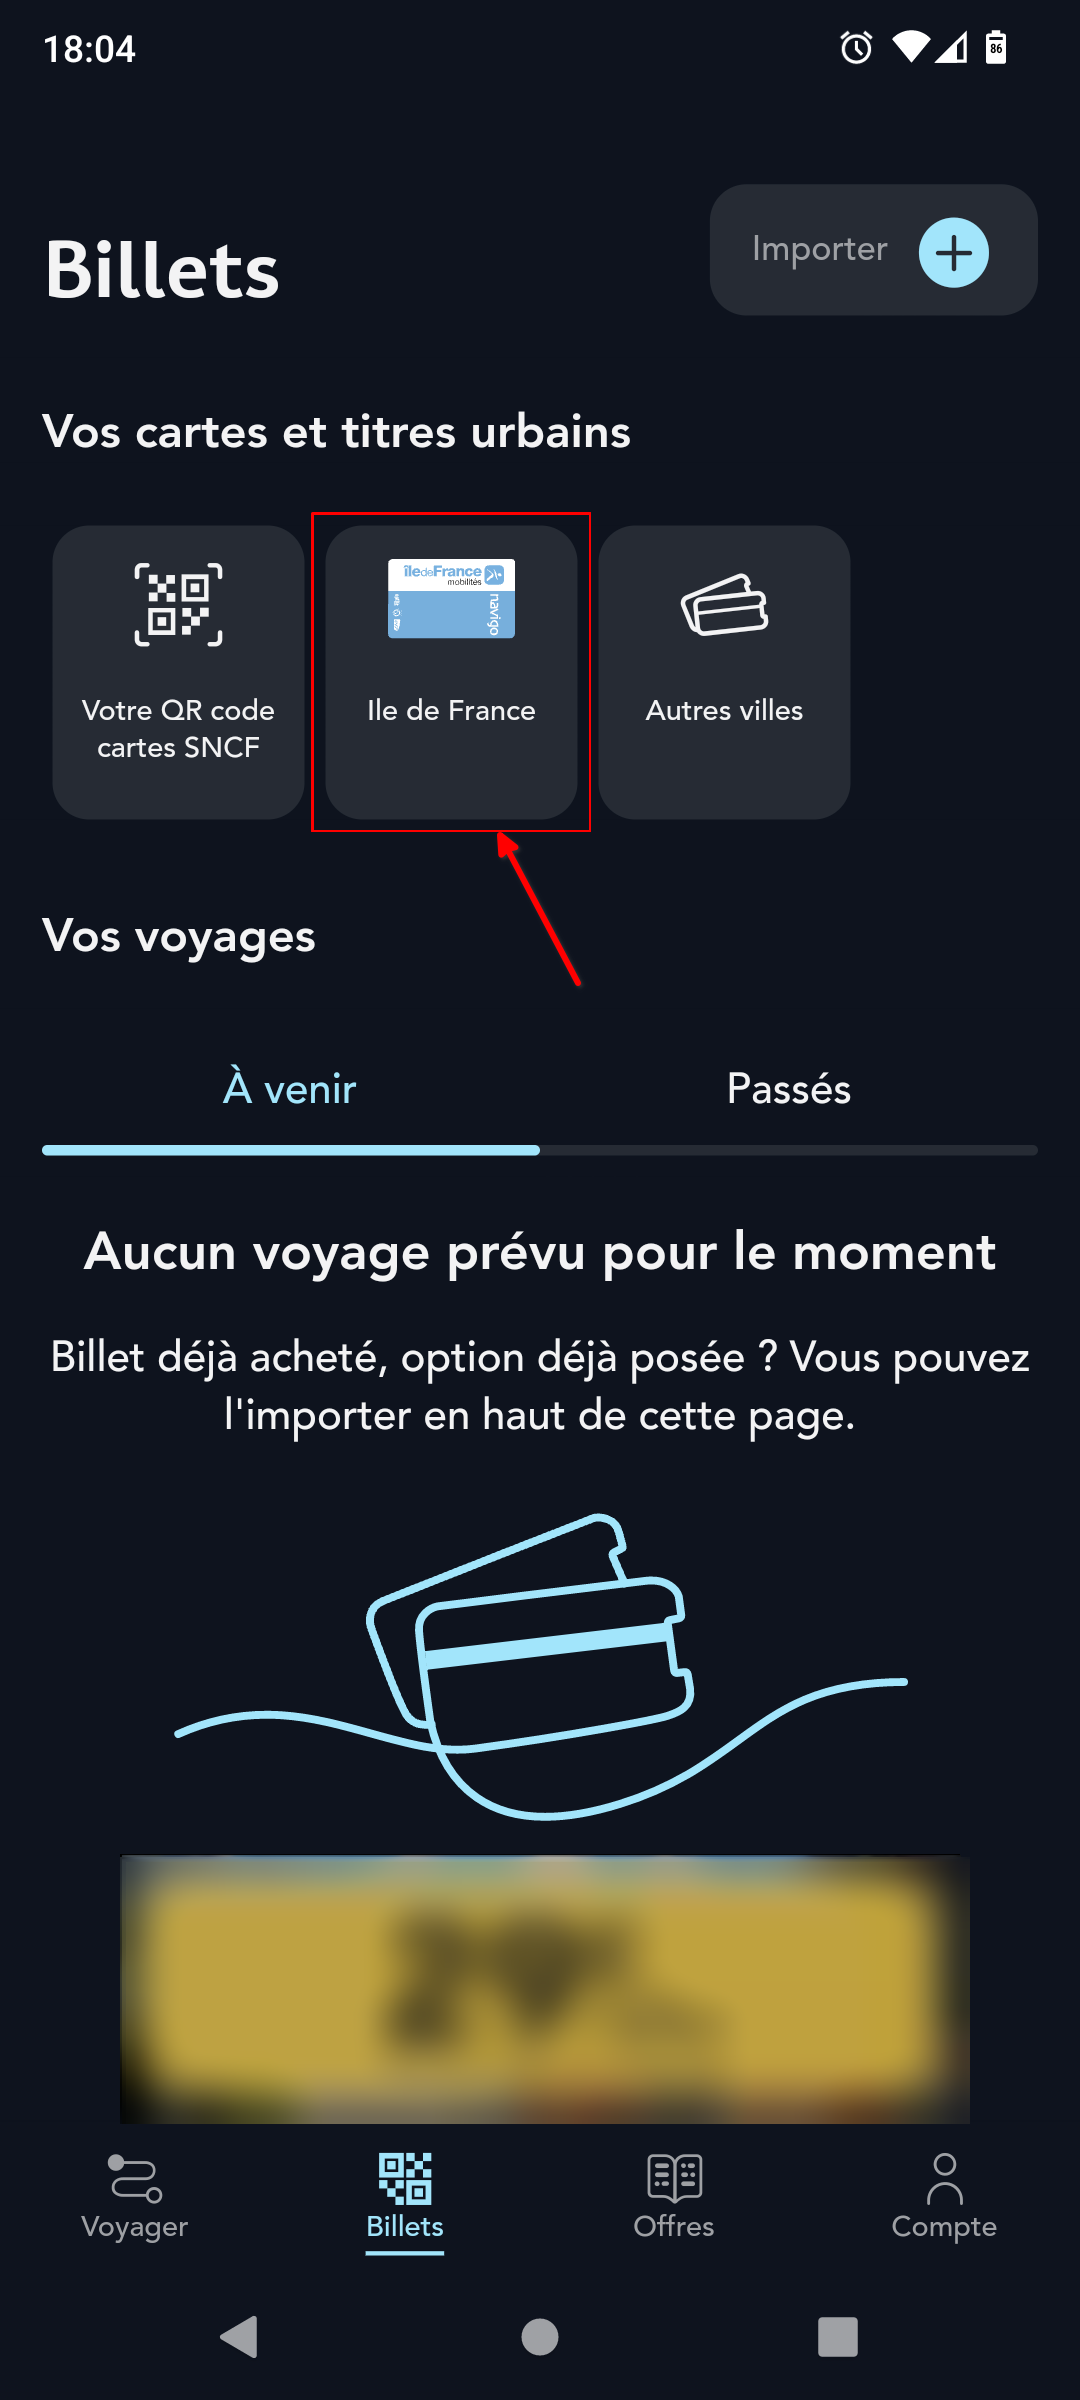 18:04
86
Billets
Importer
Vos cartes et titres urbains
îledeFrance
mobilités
navigo
Votre QR code
cartes SNCF
Ile de France
Autres villes
Vos voyages
À venir
Passés
Aucun voyage prévu pour le moment
Billet déjà acheté, option déjà posée ? Vous pouvez
l'importer en haut de cette page.
Voyager
Billets
Offres
Compte